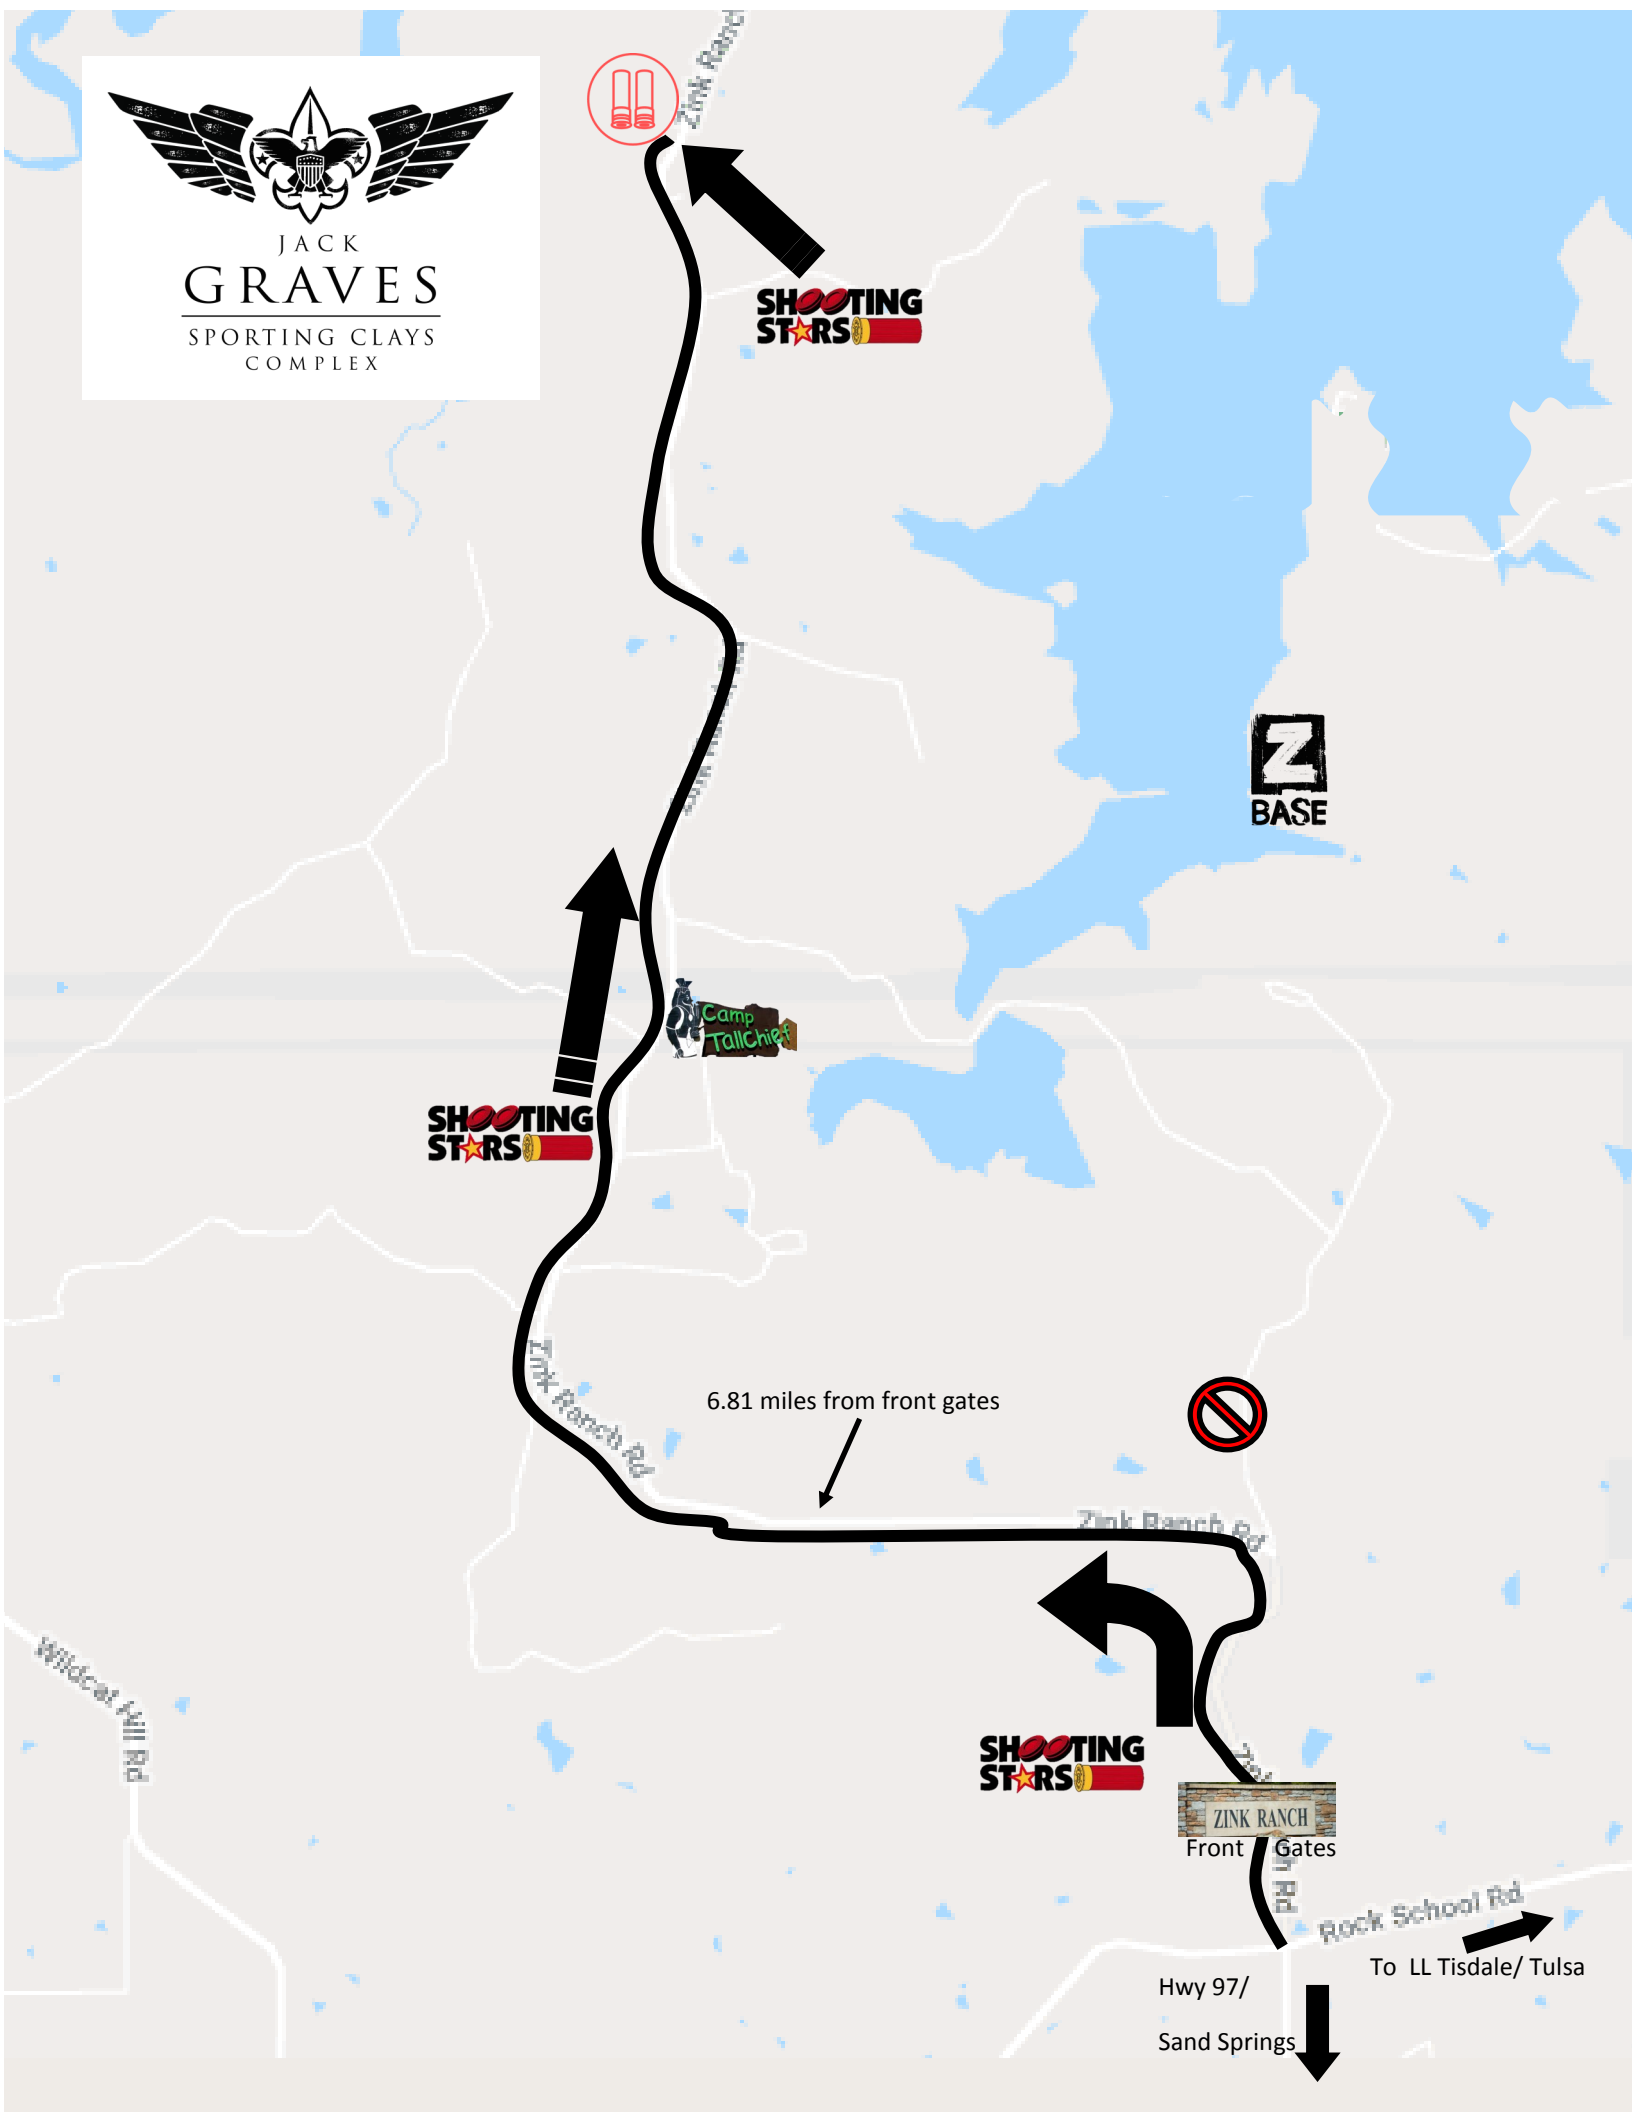 Zink Ranch
JACK
GRAVES
SPORTING CLAYS
COMPLEX
SHOOTING
STARS
Z
BASE
Camp
TallChief
SHOOTING
STARS
Zink Ranch Rd
6.81 miles from front gates
Zink Ranch Rd
Wildcat Hill Rd
SHOOTING
STARS
ZINK RANCH
Front Gates
Rd
Rock School Rd
To LL Tisdale/ Tulsa
Hwy 97/
Sand Springs